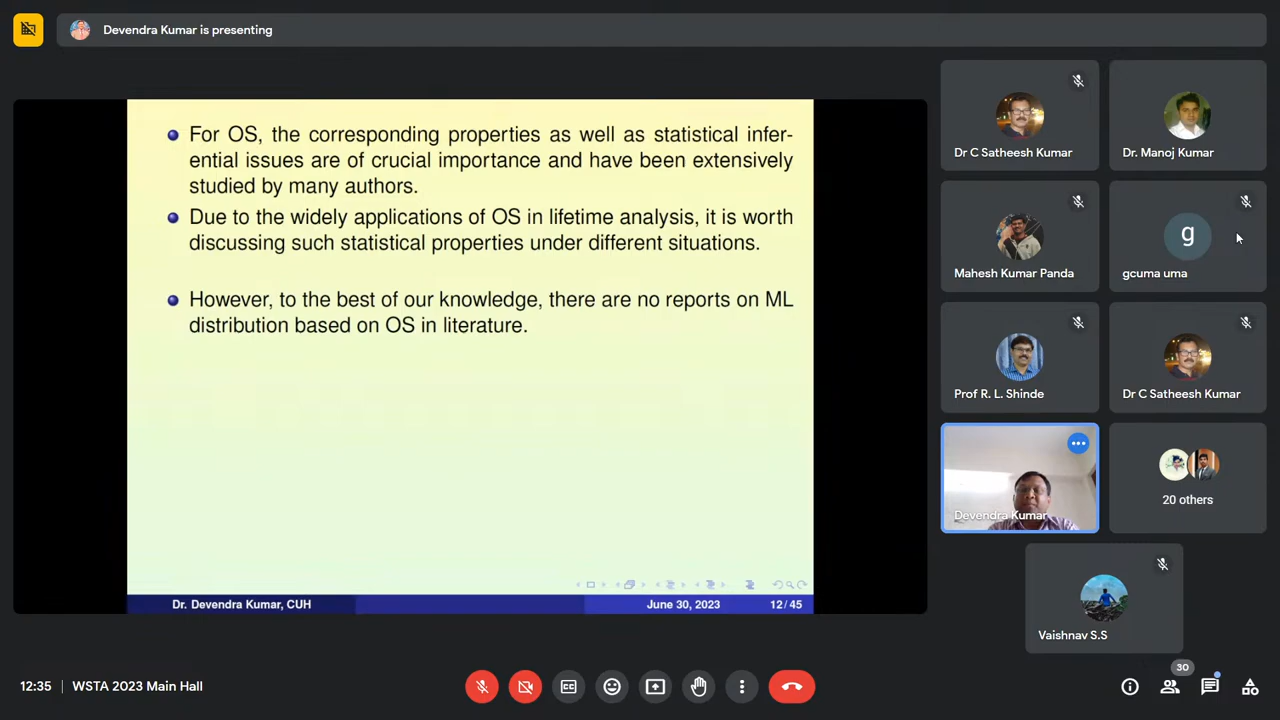 Devendra Kumar is presenting
For OS, the corresponding properties as well as statistical infer-
ential issues are of crucial importance and have been extensively
studied by many authors.
Due to the widely applications of OS in lifetime analysis, it is worth
discussing such statistical properties under different situations.
However, to the best of our knowledge, there are no reports on ML
distribution based on OS in literature.
Dr. Devendra Kumar, CUH
June 30, 2023
12/45
Dr C Satheesh Kumar
Dr. Manoj Kumar
Mahesh Kumar Panda
g
gcuma uma
Prof R. L. Shinde
Dr C Satheesh Kumar
Devendra Kumar
20 others
Vaishnav S.S
12:35 | WSTA 2023 Main Hall
30